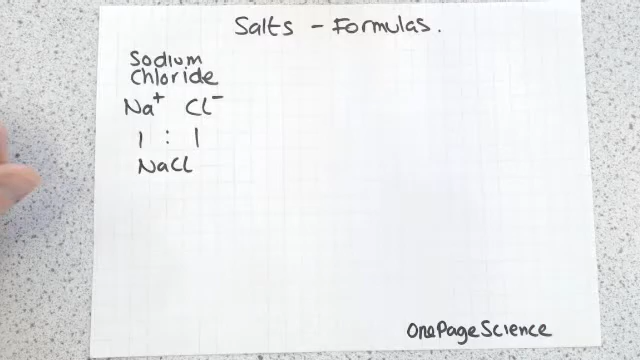 Salts - Formulas.
Sodium
Chloride
Na⁺ Cl⁻
1 : 1
NaCl
OnePageScience